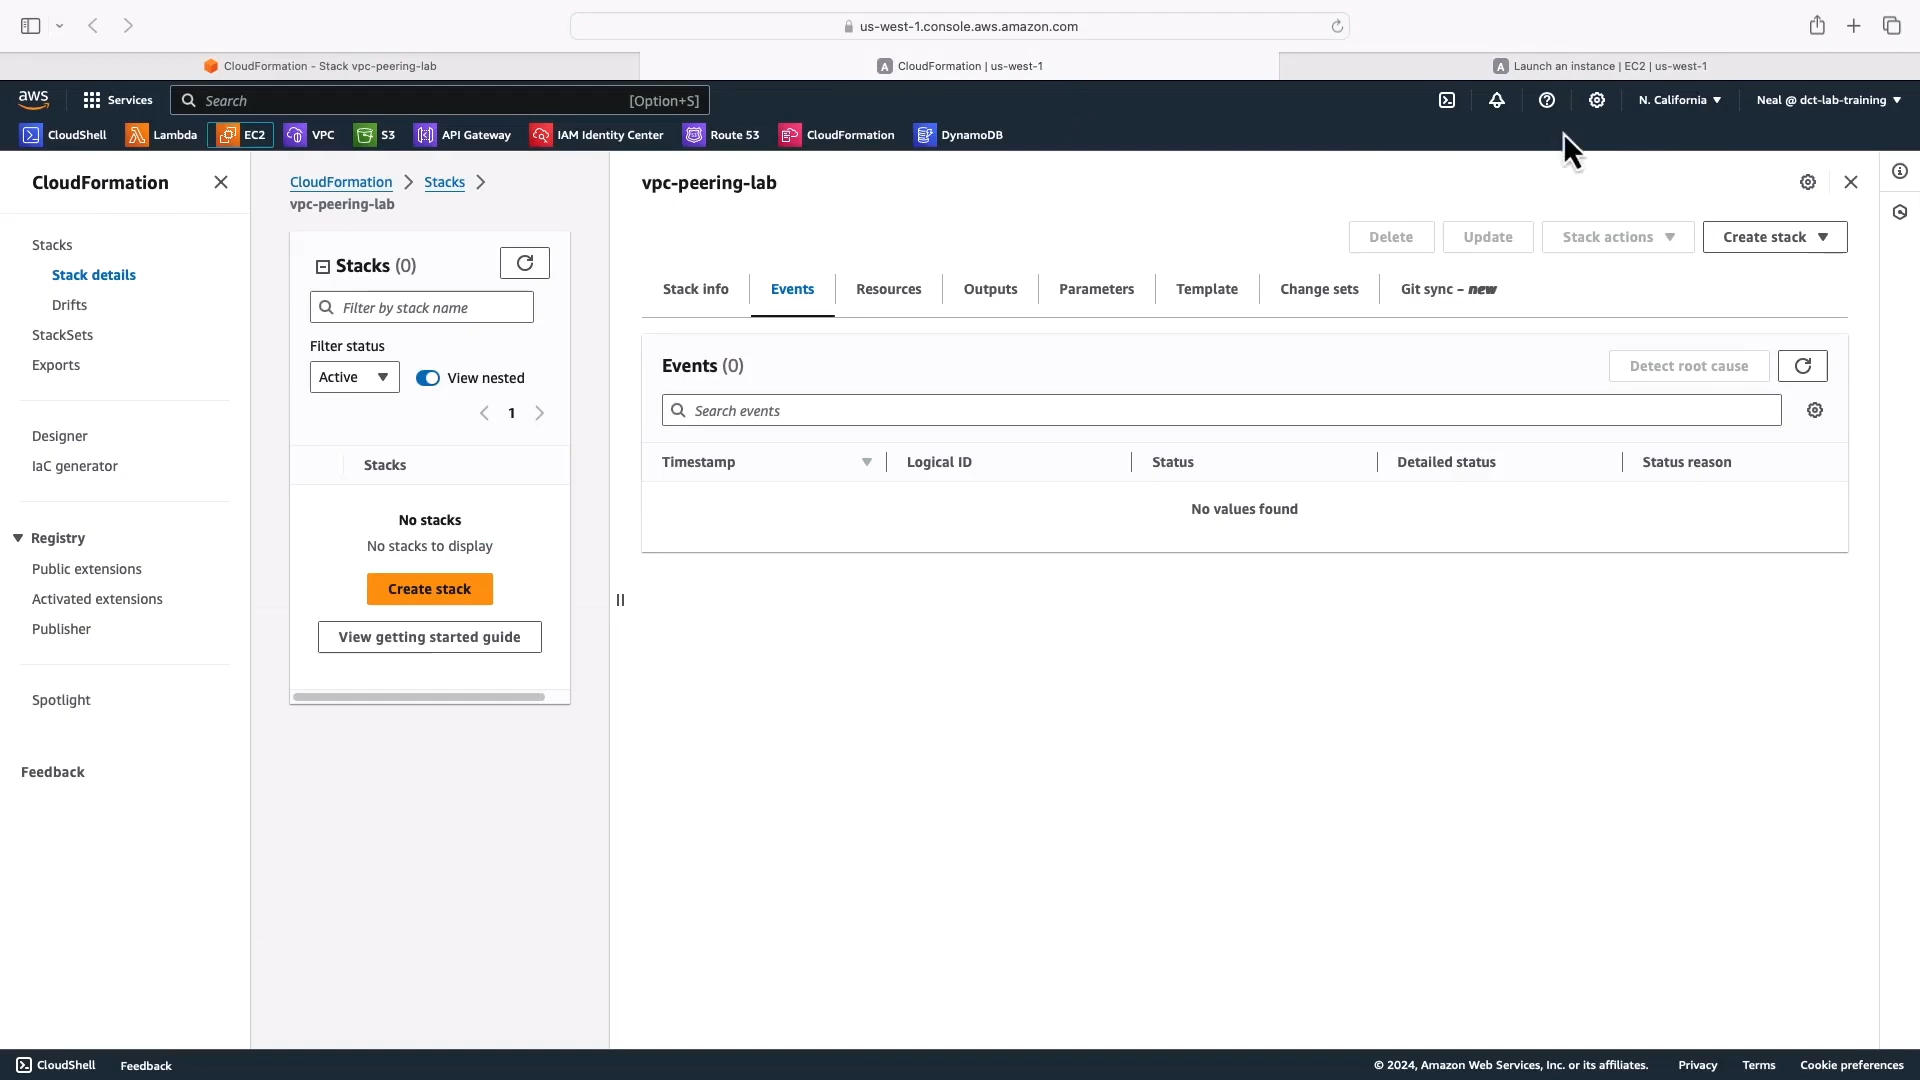 us-west-1.console.aws.amazon.com
CloudFormation - Stack vpc-peering-lab
A CloudFormation | us-west-1
A Launch an instance | EC2 | us-west-1
aws
Services
Search
[Option+S]
N. California
Neal @ dct-lab-training
CloudShell
Lambda
EC2
VPC
S3
API Gateway
IAM Identity Center
Route 53
CloudFormation
DynamoDB
CloudFormation
Stacks
Stack details
Drifts
StackSets
Exports
Designer
IaC generator
Registry
Public extensions
Activated extensions
Publisher
Spotlight
Feedback
CloudFormation
Stacks
vpc-peering-lab
Stacks (0)
Filter by stack name
Filter status
Active
View nested
1
Stacks
No stacks
No stacks to display
Create stack
View getting started guide
vpc-peering-lab
Delete
Update
Stack actions
Create stack
Stack info
Events
Resources
Outputs
Parameters
Template
Change sets
Git sync – new
Events (0)
Detect root cause
Search events
Timestamp
Logical ID
Status
Detailed status
Status reason
No values found
CloudShell
Feedback
© 2024, Amazon Web Services, Inc. or its affiliates.
Privacy
Terms
Cookie preferences